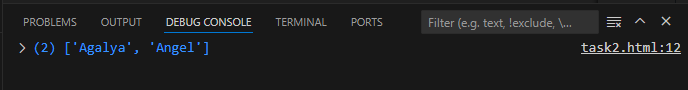 PROBLEMS OUTPUT DEBUG CONSOLE TERMINAL PORTS Filter (e.g. text, !exclude, \...
(2) ['Agalya', 'Angel'] task2.html:12